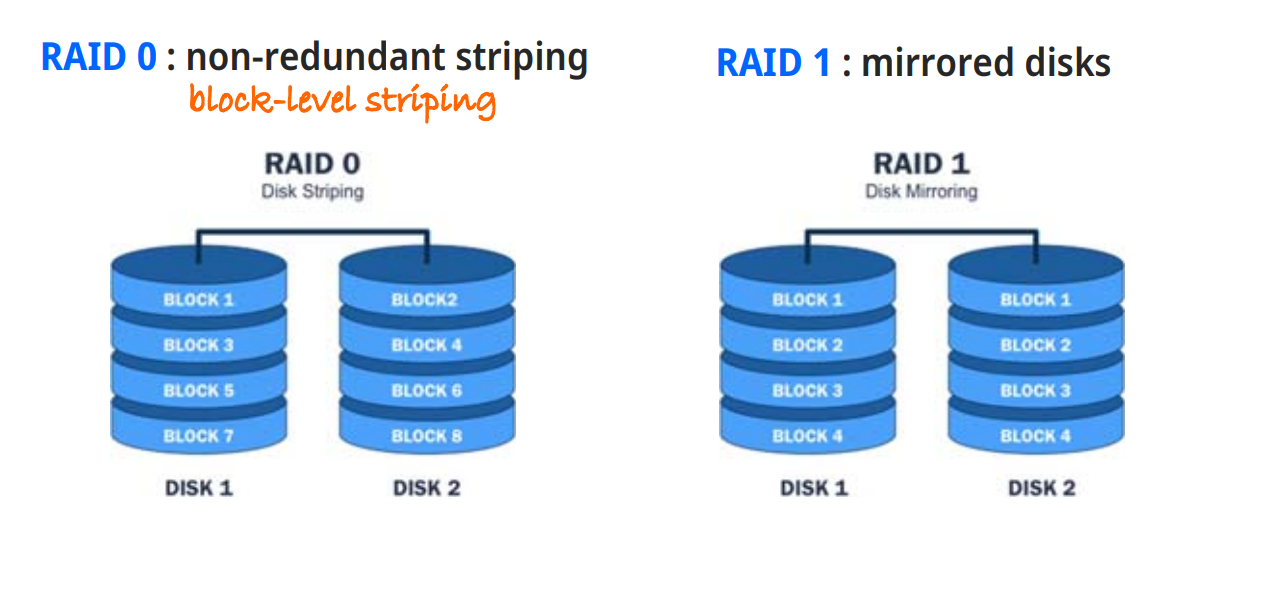 RAID 0 : non-redundant striping
block-level striping
RAID 0
Disk Striping
BLOCK 1
BLOCK2
BLOCK 3
BLOCK 4
BLOCK 5
BLOCK 6
BLOCK 7
BLOCK 8
DISK 1
DISK 2
RAID 1 : mirrored disks
RAID 1
Disk Mirroring
BLOCK 1
BLOCK 1
BLOCK 2
BLOCK 2
BLOCK 3
BLOCK 3
BLOCK 4
BLOCK 4
DISK 1
DISK 2